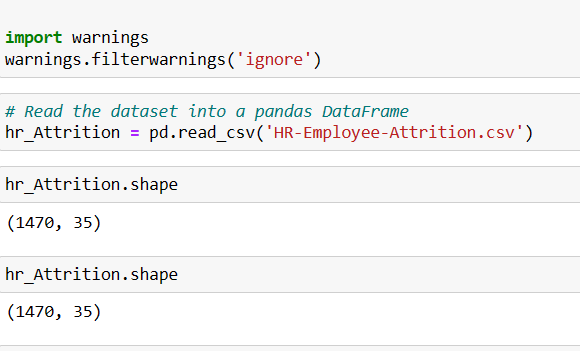 import warnings
warnings.filterwarnings('ignore')
# Read the dataset into a pandas DataFrame
hr_Attrition = pd.read_csv('HR-Employee-Attrition.csv')
hr_Attrition.shape
(1470, 35)
hr_Attrition.shape
(1470, 35)